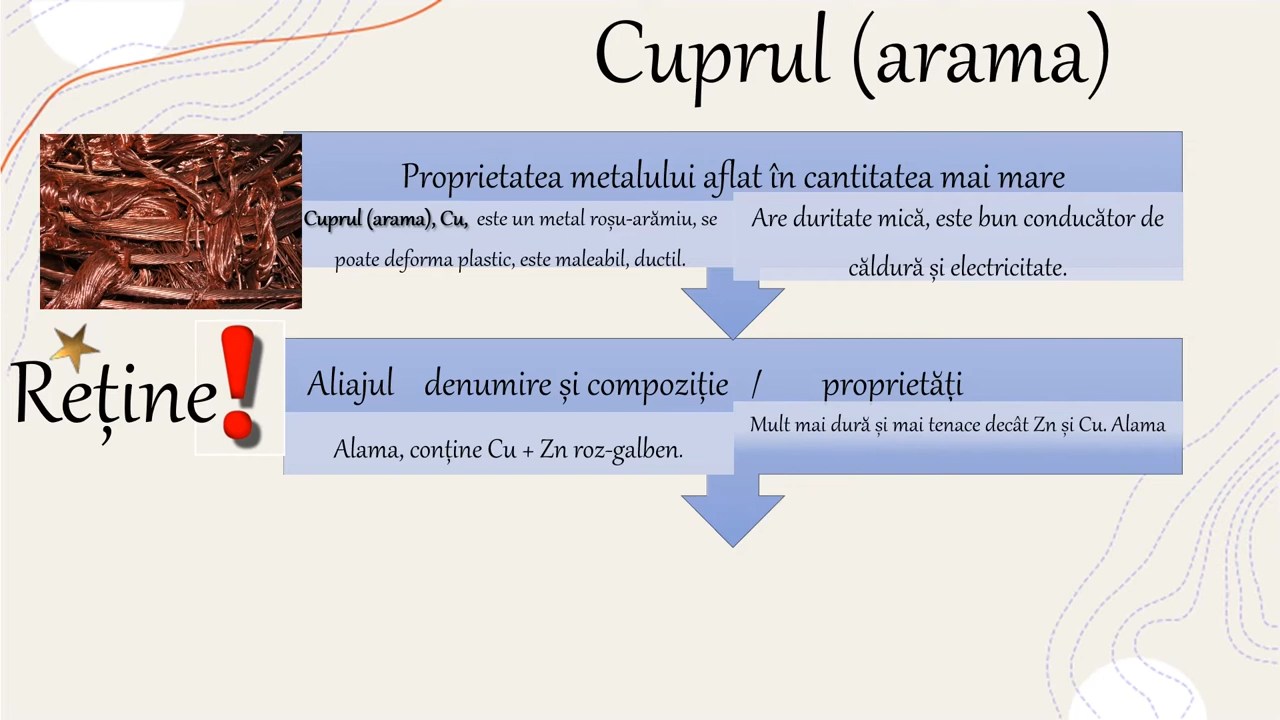 Cuprul (arama)
Proprietatea metalului aflat în cantitatea mai mare
Cuprul (arama), Cu, este un metal roșu-arămiu, se
poate deforma plastic, este maleabil, ductil.
Are duritate mică, este bun conducător de
căldură și electricitate.
Reține
Aliajul denumire și compoziție / proprietăți
Alama, conține Cu + Zn roz-galben.
Mult mai dură și mai tenace decât Zn și Cu. Alama